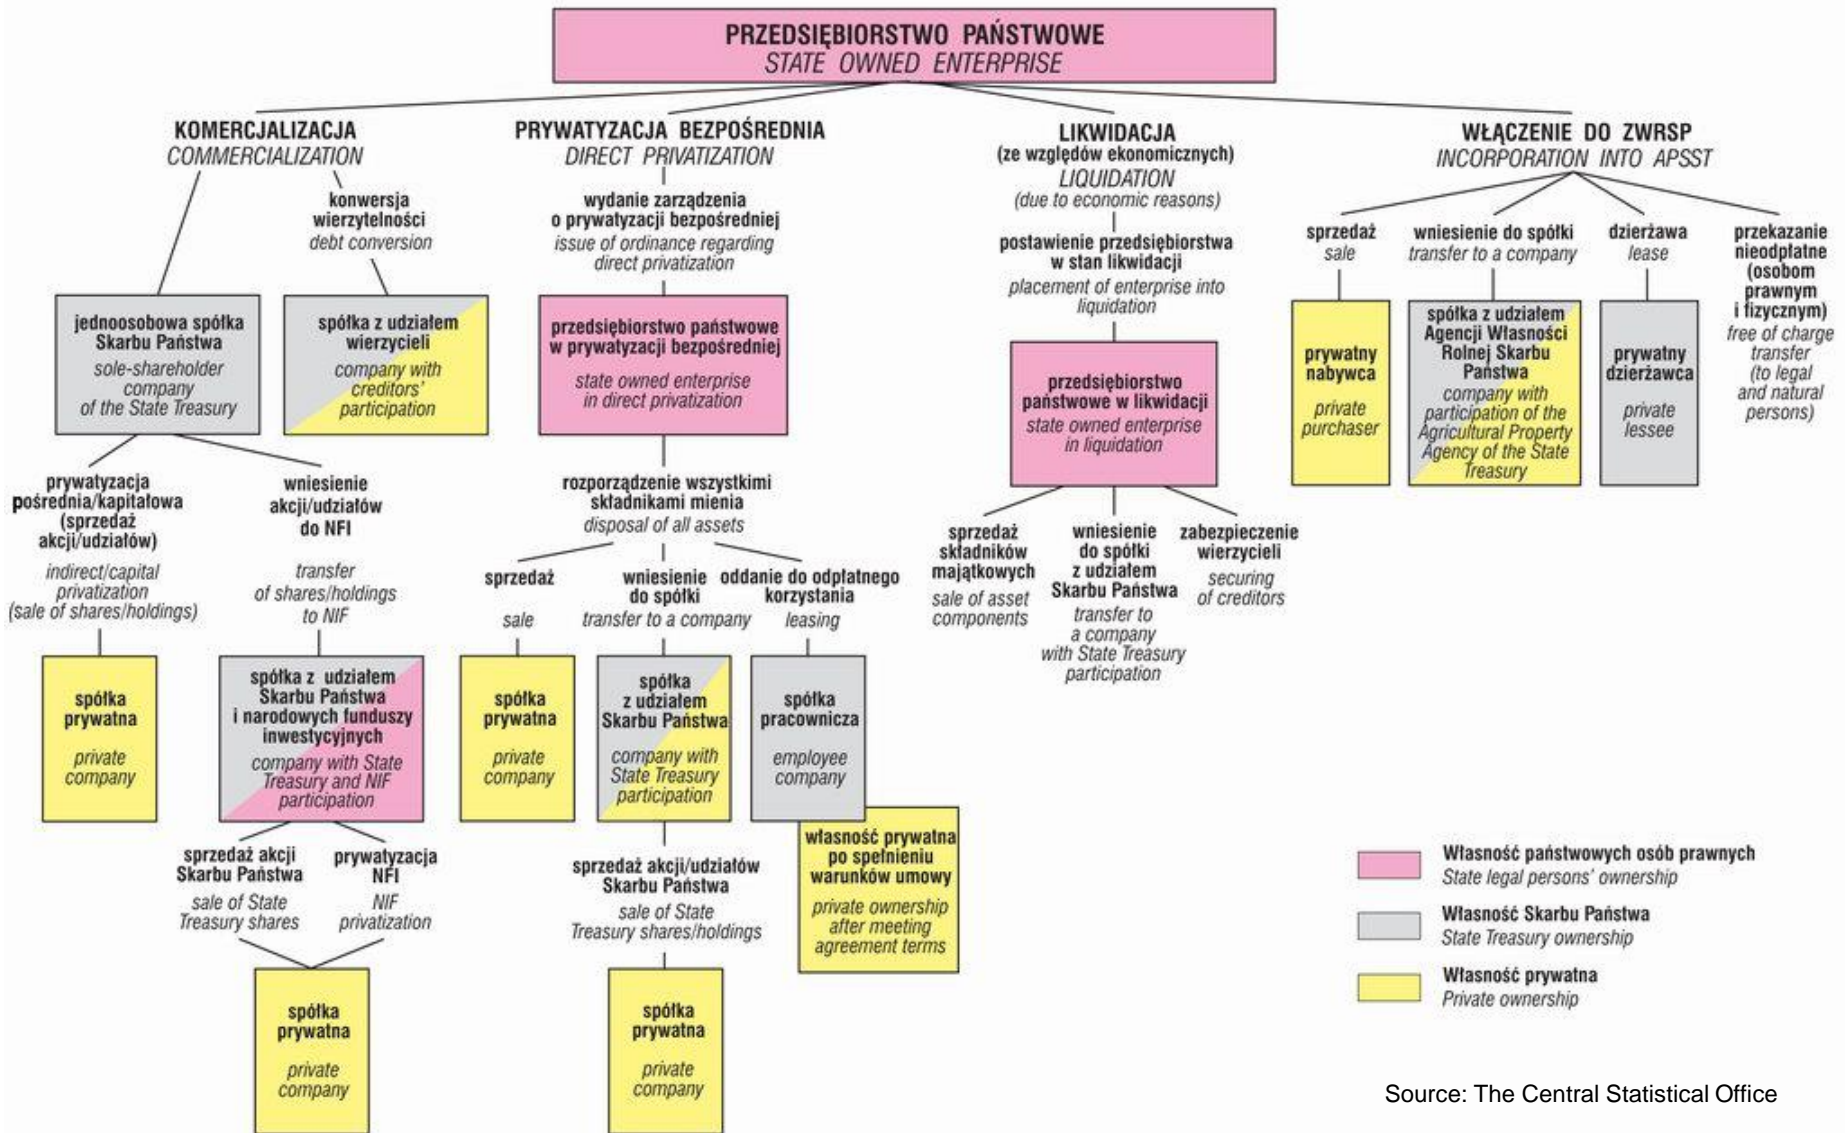 PRZEDSIĘBIORSTWO PAŃSTWOWE
STATE OWNED ENTERPRISE
KOMERCJALIZACJA
COMMERCIALIZATION
konwersja
wierzytelności
debt conversion
jednoosobowa spółka
Skarbu Państwa
sole-shareholder
company
of the State Treasury
spółka z udziałem
wierzycieli
company with
creditors'
participation
prywatyzacja
pośrednia/kapitałowa
(sprzedaż
akcji/udziałów)
indirect/capital
privatization
(sale of shares/holdings)
spółka
prywatna
private
company
wniesienie
akcji/udziałów
do NFI
transfer
of shares/holdings
to NIF
spółka z udziałem
Skarbu Państwa
i narodowych funduszy
inwestycyjnych
company with State
Treasury and NIF
participation
sprzedaż akcji
Skarbu Państwa
sale of State
Treasury shares
prywatyzacja
NFI
NIF
privatization
spółka
prywatna
private
company
PRYWATYZACJA BEZPOŚREDNIA
DIRECT PRIVATIZATION
wydanie zarządzenia
o prywatyzacji bezpośredniej
issue of ordinance regarding
direct privatization
przedsiębiorstwo państwowe
w prywatyzacji bezpośredniej
state owned enterprise
in direct privatization
rozporządzenie wszystkimi
składnikami mienia
disposal of all assets
sprzedaż
sale
spółka
prywatna
private
company
wniesienie
do spółki
transfer to a company
spółka
z udziałem
Skarbu Państwa
company with
State Treasury
participation
sprzedaż akcji/udziałów
Skarbu Państwa
sale of State
Treasury shares/holdings
spółka
prywatna
private
company
oddanie do odpłatnego
korzystania
leasing
spółka
pracownicza
employee
company
własność prywatna
po spełnieniu
warunków umowy
private ownership
after meeting
agreement terms
LIKWIDACJA
(ze względów ekonomicznych)
LIQUIDATION
(due to economic reasons)
postawienie przedsiębiorstwa
w stan likwidacji
placement of enterprise into
liquidation
przedsiębiorstwo
państwowe w likwidacji
state owned enterprise
in liquidation
sprzedaż
składników
majątkowych
sale of asset
components
wniesienie
do spółki
z udziałem
Skarbu Państwa
transfer to
a company
with State Treasury
participation
zabezpieczenie
wierzycieli
securing
of creditors
WŁĄCZENIE DO ZWRSP
INCORPORATION INTO APSST
sprzedaż
sale
prywatny
nabywca
private
purchaser
wniesienie do spółki
transfer to a company
spółka z udziałem
Agencji Własności
Rolnej Skarbu
Państwa
company with
participation of the
Agricultural Property
Agency of the State
Treasury
dzierżawa
lease
prywatny
dzierżawca
private
lessee
przekazanie
nieodpłatne
(osobom
prawnym
i fizycznym)
free of charge
transfer
(to legal
and natural
persons)
Własność państwowych osób prawnych
State legal persons' ownership
Własność Skarbu Państwa
State Treasury ownership
Własność prywatna
Private ownership
Source: The Central Statistical Office